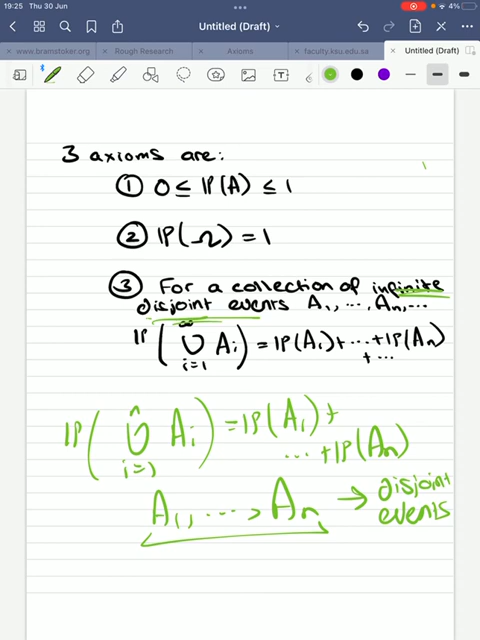 19:25 Thu 30 Jun
4%
Untitled (Draft)
www.bramstoker.org
Rough Research
Axioms
faculty.ksu.edu.sa
Untitled (Draft)
3 axioms are:
① 0 ≤ ℙ(A) ≤ 1
② ℙ(Ω) = 1
③ For a collection of infinite
disjoint events A₁, ..., Aₙ, ...
ℙ( ∞ ∪ i=1 Aᵢ) = ℙ(A₁) + ... + ℙ(Aₙ)
+ ...
ℙ( n ∪ i=1 Aᵢ) = ℙ(A₁) +
... + ℙ(Aₙ)
A₁, ..., Aₙ, → disjoint
events